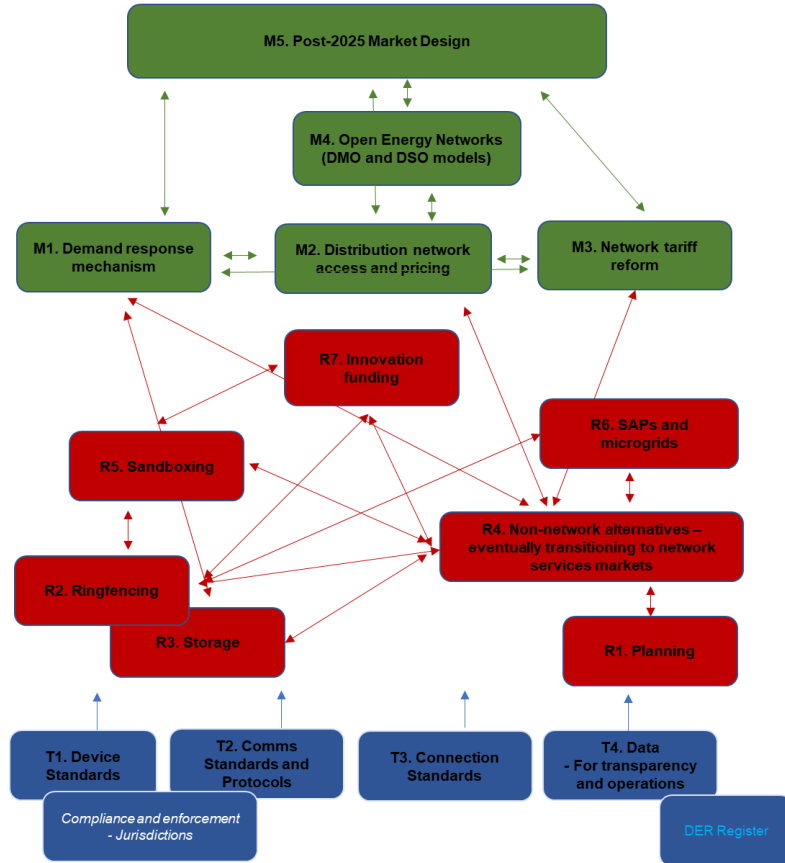 M5. Post-2025 Market Design
M4. Open Energy Networks
(DMO and DSO models)
M1. Demand response
mechanism
M2. Distribution network
access and pricing
M3. Network tariff
reform
R7. Innovation
funding
R6. SAPs and
microgrids
R5. Sandboxing
R4. Non-network alternatives –
eventually transitioning to network
services markets
R2. Ringfencing
R3. Storage
R1. Planning
T1. Device
Standards
T2. Comms
Standards and
Protocols
T3. Connection
Standards
T4. Data
- For transparency
and operations
Compliance and enforcement
- Jurisdictions
DER Register